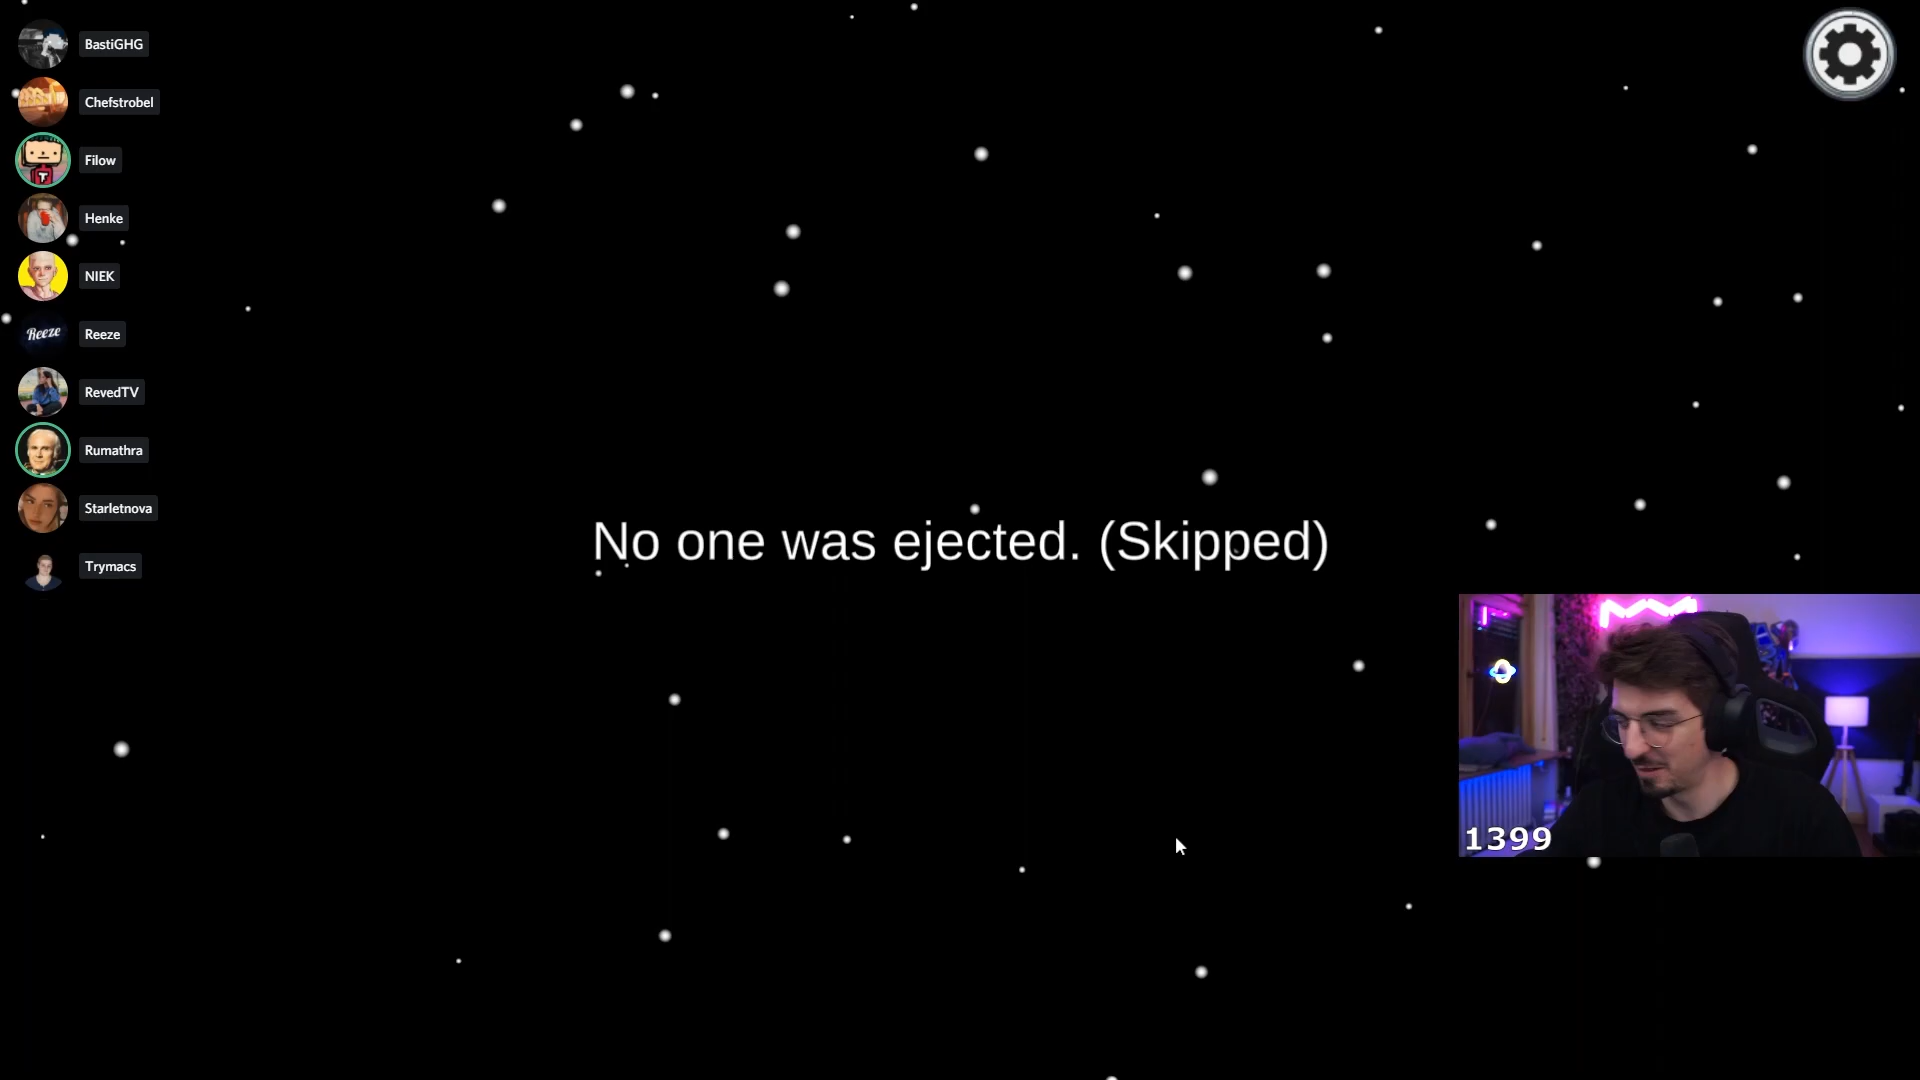 BastiGHG
Chefstrobel
Filow
Henke
NIEK
Reeze
Reeze
RevedTV
Rumathra
Starletnova
Trymacs
No one was ejected. (Skipped)
1399